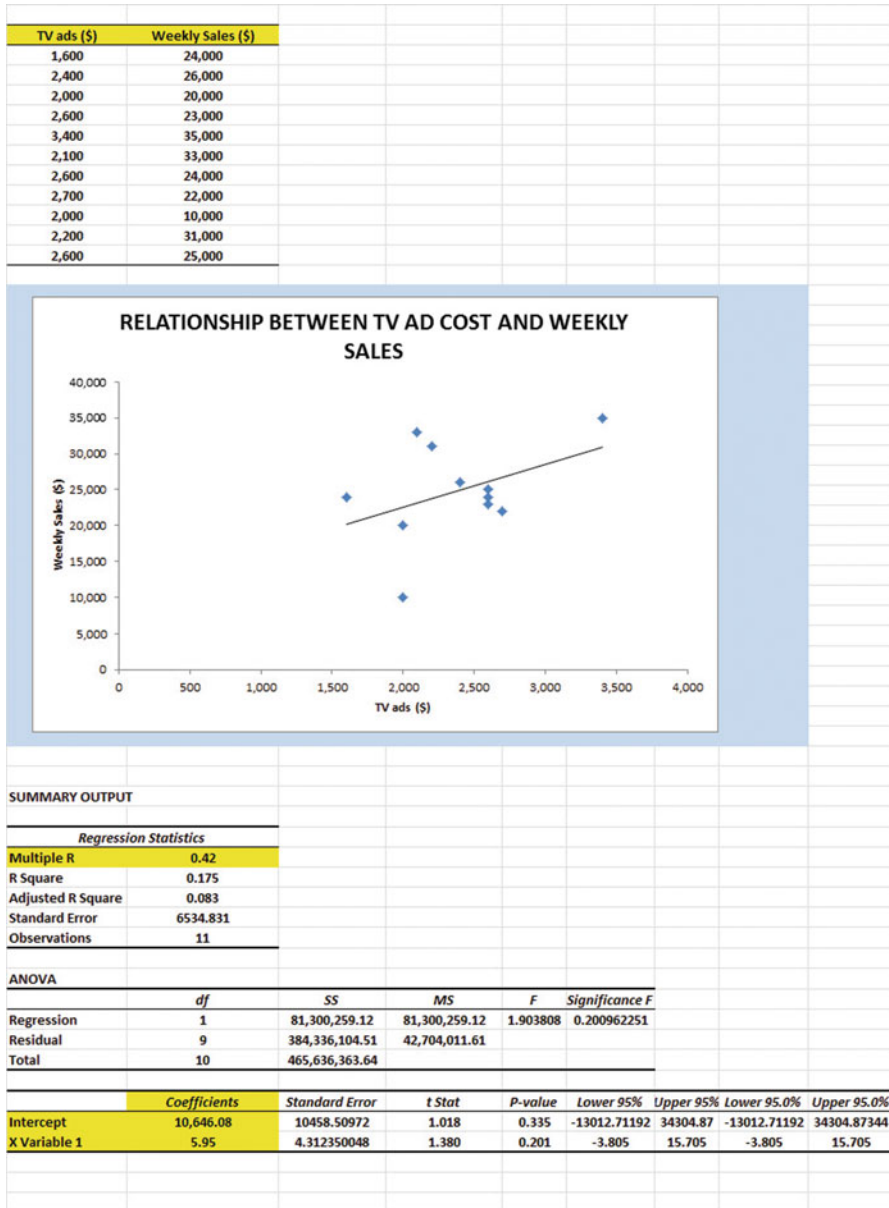 TV ads ($) Weekly Sales ($)
1,600 24,000
2,400 26,000
2,000 20,000
2,600 23,000
3,400 35,000
2,100 33,000
2,600 24,000
2,700 22,000
2,000 10,000
2,200 31,000
2,600 25,000
RELATIONSHIP BETWEEN TV AD COST AND WEEKLY
SALES
40,000
35,000
30,000
25,000
20,000
15,000
10,000
5,000
0
Weekly Sales ($)
0 500 1,000 1,500 2,000 2,500 3,000 3,500 4,000
TV ads ($)
SUMMARY OUTPUT
Regression Statistics
Multiple R 0.42
R Square 0.175
Adjusted R Square 0.083
Standard Error 6534.831
Observations 11
ANOVA
df SS MS F Significance F
Regression 1 81,300,259.12 81,300,259.12 1.903808 0.200962251
Residual 9 384,336,104.51 42,704,011.61
Total 10 465,636,363.64
Coefficients Standard Error t Stat P-value Lower 95% Upper 95% Lower 95.0% Upper 95.0%
Intercept 10,646.08 10458.50972 1.018 0.335 -13012.71192 34304.87 -13012.71192 34304.87344
X Variable 1 5.95 4.312350048 1.380 0.201 -3.805 15.705 -3.805 15.705